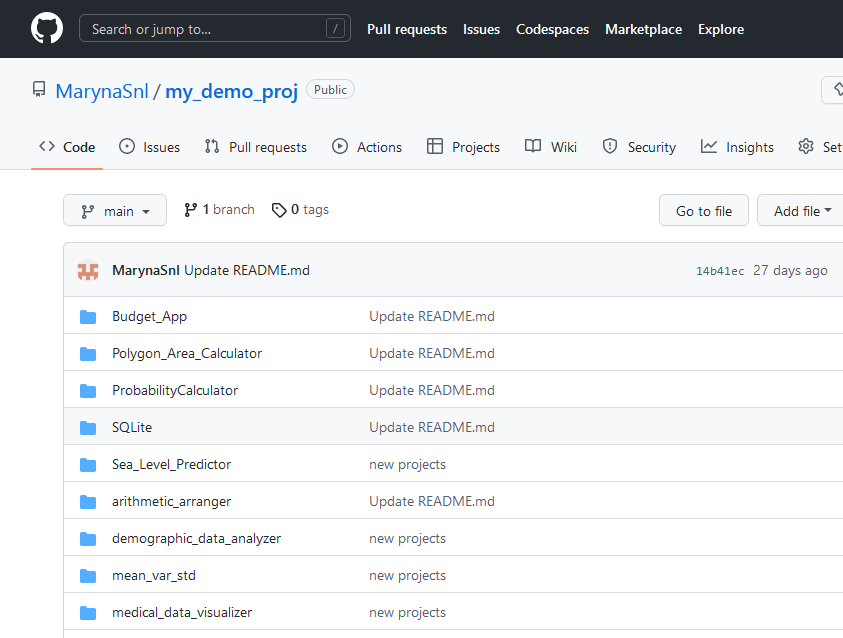 Search or jump to... / Pull requests Issues Codespaces Marketplace Explore
MarynaSnl / my_demo_proj Public
Code Issues Pull requests Actions Projects Wiki Security Insights Set
main 1 branch 0 tags Go to file Add file
MarynaSnl Update README.md 14b41ec 27 days ago
Budget_App Update README.md
Polygon_Area_Calculator Update README.md
ProbabilityCalculator Update README.md
SQLite Update README.md
Sea_Level_Predictor new projects
arithmetic_arranger Update README.md
demographic_data_analyzer new projects
mean_var_std new projects
medical_data_visualizer new projects